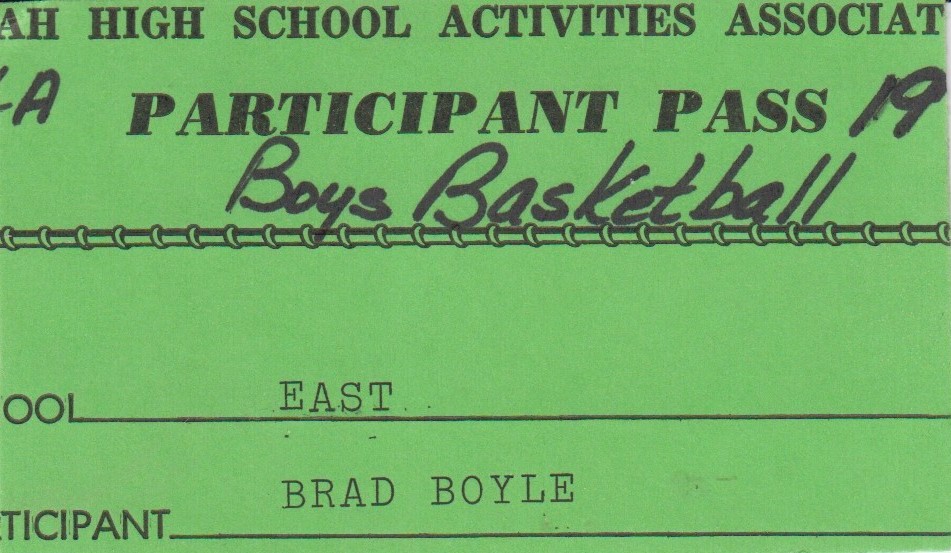 AH HIGH SCHOOL ACTIVITIES ASSOCIAT
-A PARTICIPANT PASS 19
Boys Basketball
OOL EAST
TICIPANT BRAD BOYLE